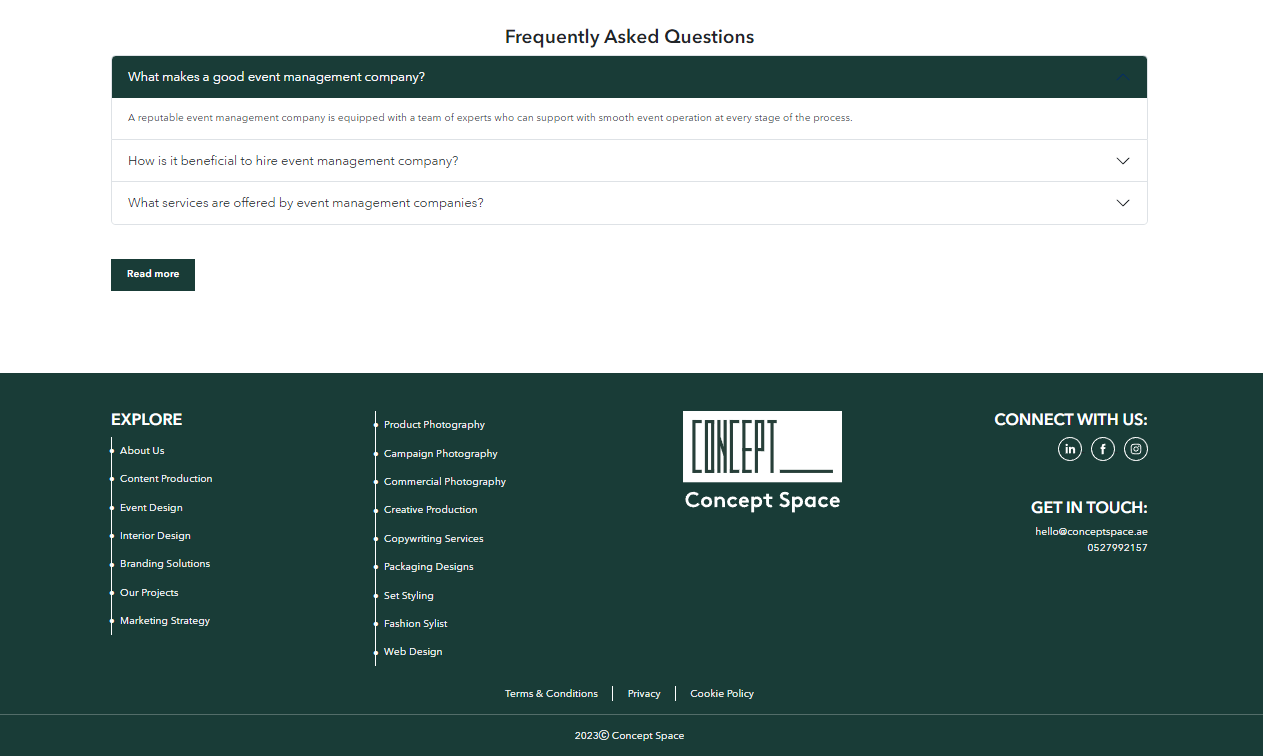 Frequently Asked Questions
What makes a good event management company?
A reputable event management company is equipped with a team of experts who can support with smooth event operation at every stage of the process.
How is it beneficial to hire event management company?
What services are offered by event management companies?
Read more
EXPLORE
About Us
Content Production
Event Design
Interior Design
Branding Solutions
Our Projects
Marketing Strategy
Product Photography
Campaign Photography
Commercial Photography
Creative Production
Copywriting Services
Packaging Designs
Set Styling
Fashion Sylist
Web Design
CONCEPT
Concept Space
CONNECT WITH US:
in f
GET IN TOUCH:
hello@conceptspace.ae
0527992157
Terms & Conditions | Privacy | Cookie Policy
2023© Concept Space